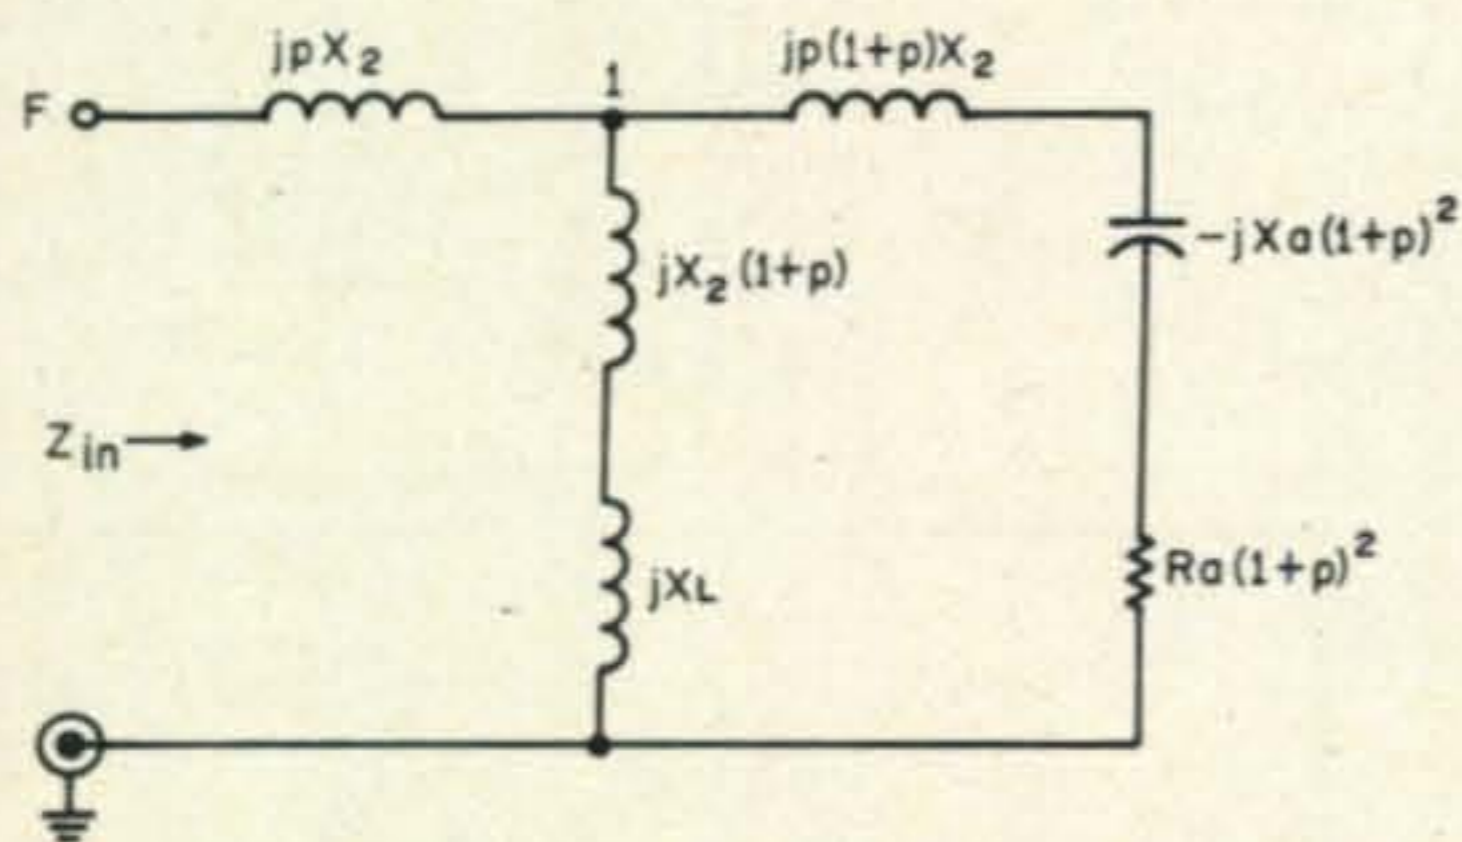 jpX₂
1
jp(1+p)X₂
F
-jXa(1+p)²
jX₂(1+p)
Zin
jXL
Ra(1+p)²